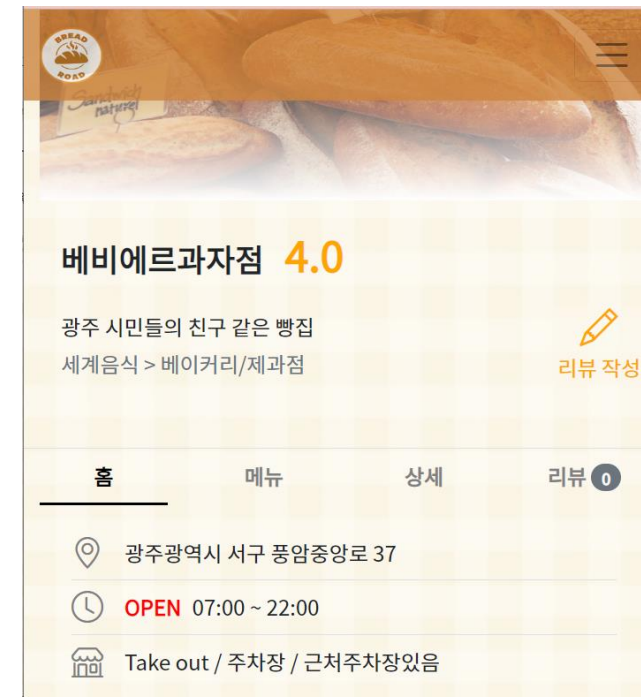 BREAD
ROAD
Sandwich
naturel
베비에르과자점 4.0
광주 시민들의 친구 같은 빵집
세계음식 > 베이커리/제과점
리뷰 작성
홈 메뉴 상세 리뷰 0
광주광역시 서구 풍암중앙로 37
OPEN 07:00 ~ 22:00
Take out / 주차장 / 근처주차장있음